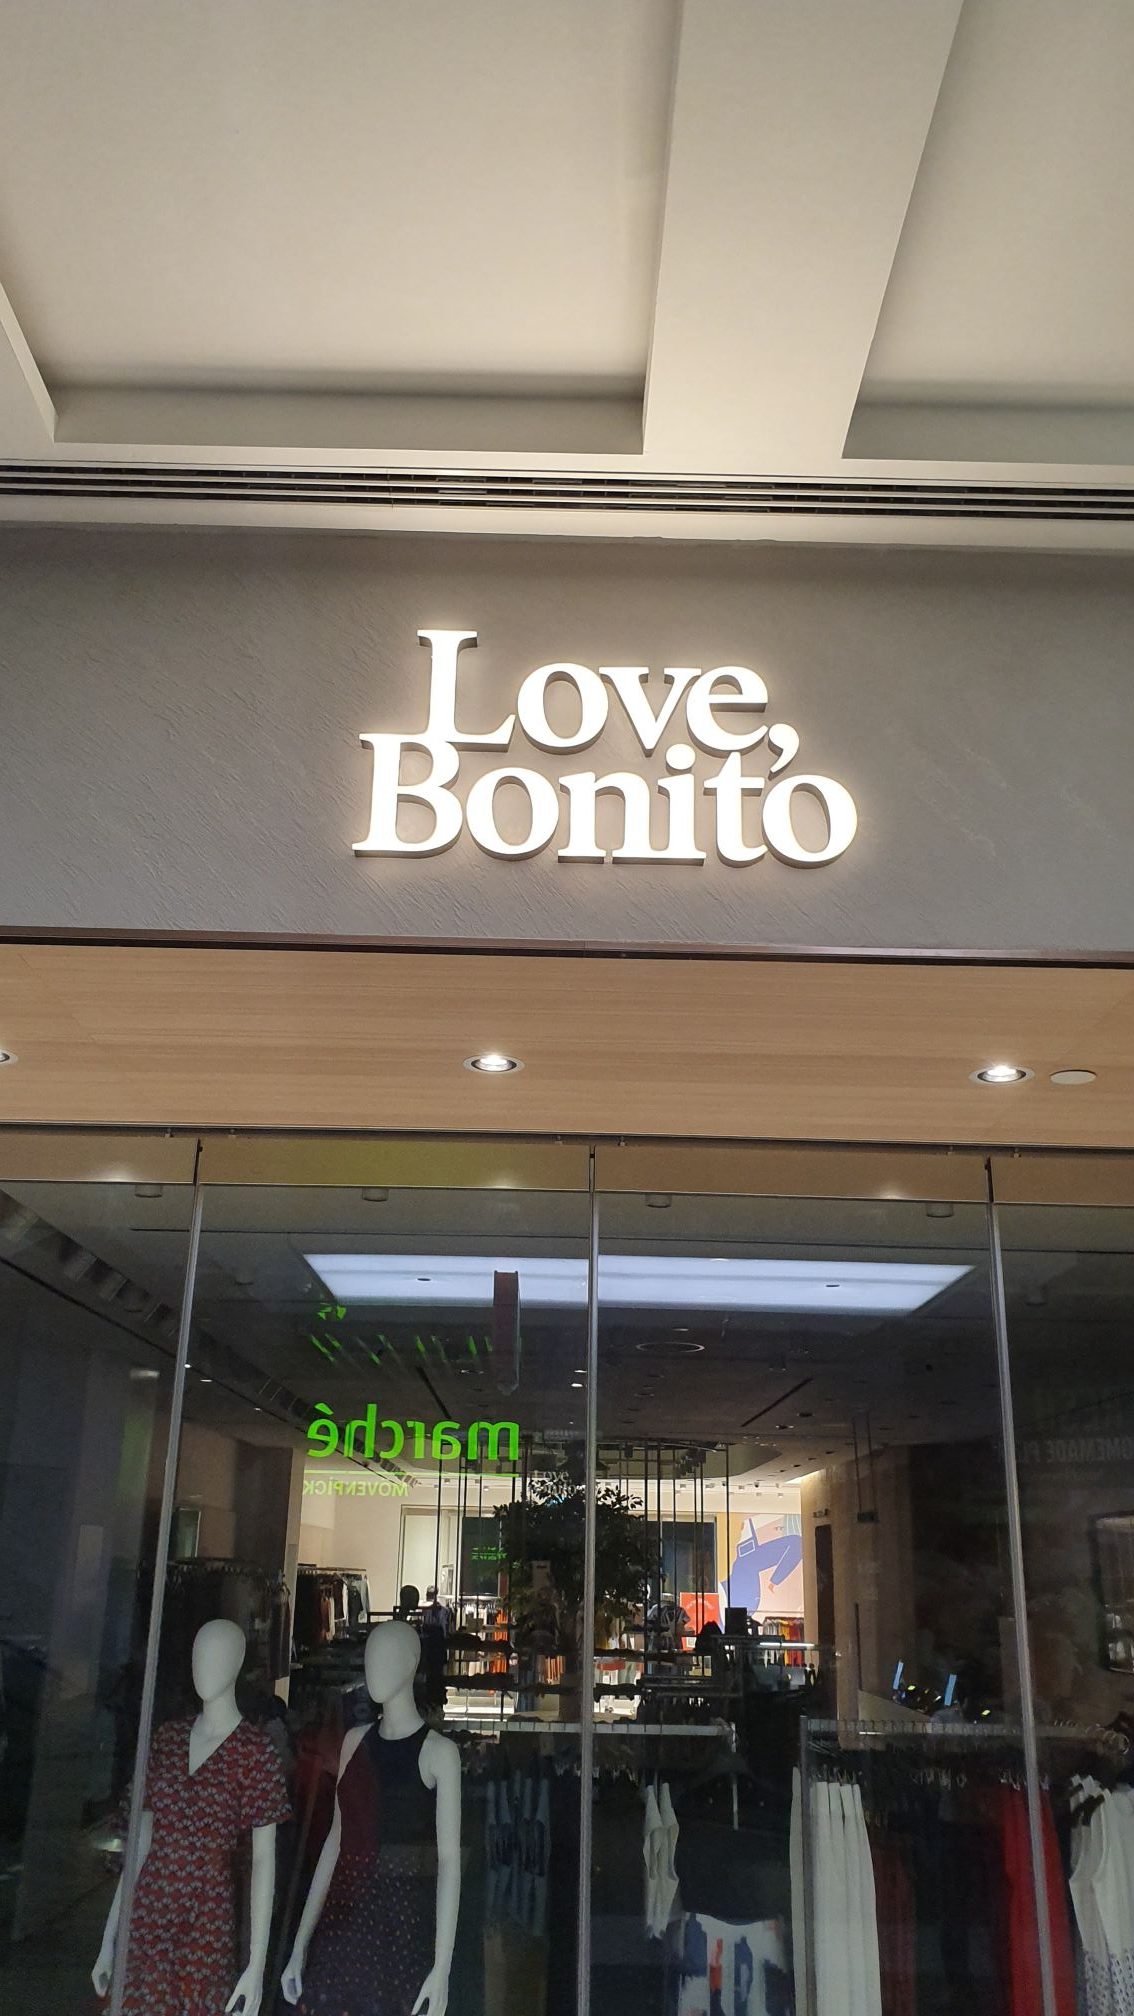 Love,
Bonito
marché
MÖVENPICK